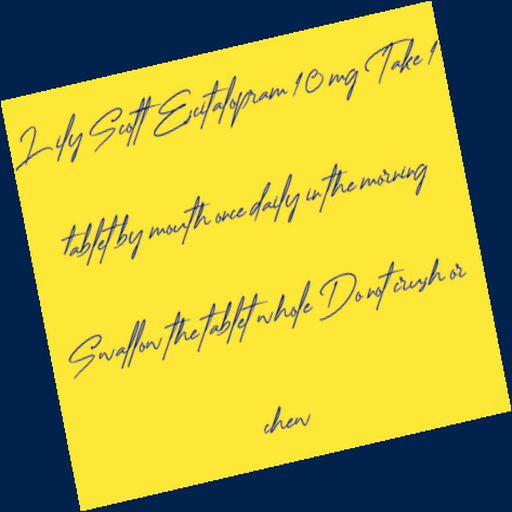 Lily Scott Escitalopram 10 mg Take 1
tablet by mouth once daily in the morning
Swallow the tablet whole Do not crush or
chew